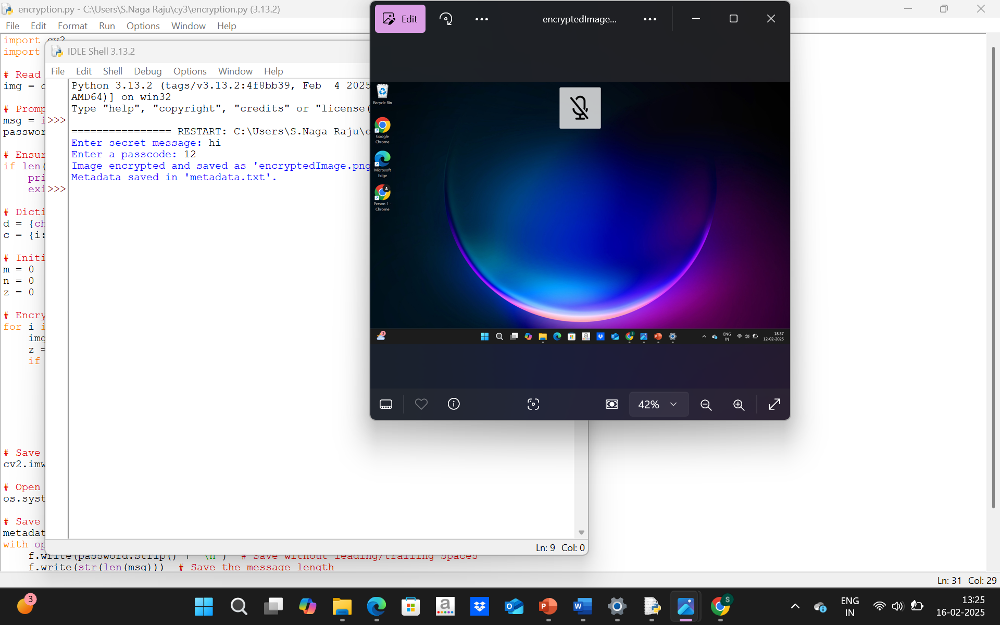 encryption.py - C:\Users\S.Naga Raju\cy3\encryption.py (3.13.2)
File Edit Format Run Options Window Help
import cv2
import
# Read
img = c
# Promp
msg = i
passwor
# Ensur
if len(
pri
exi
# Dicti
d = {ch
c = {i:
# Initi
m = 0
n = 0
z = 0
# Encry
for i i
img
z =
if
# Save
cv2.imw
# Open
os.syst
# Save
metadat
with op
f.write(password.strip() + "\n") # Save without leading/trailing spaces
f.write(str(len(msg))) # Save the message length
Ln: 31 Col: 29
IDLE Shell 3.13.2
File Edit Shell Debug Options Window Help
Python 3.13.2 (tags/v3.13.2:4f8bb39, Feb 4 2025
AMD64)] on win32
Type "help", "copyright", "credits" or "license(
>>>
================ RESTART: C:\Users\S.Naga Raju\c
Enter secret message: hi
Enter a passcode: 12
Image encrypted and saved as 'encryptedImage.png
Metadata saved in 'metadata.txt'.
>>>
Ln: 9 Col: 0
Edit
encryptedImage...
Recycle Bin
Google
Chrome
Microsoft
Edge
Person 1 -
Chrome
3
a
ENG
IN
18:57
12-02-2025
42%
3
a
P
W
S
ENG
IN
13:25
16-02-2025